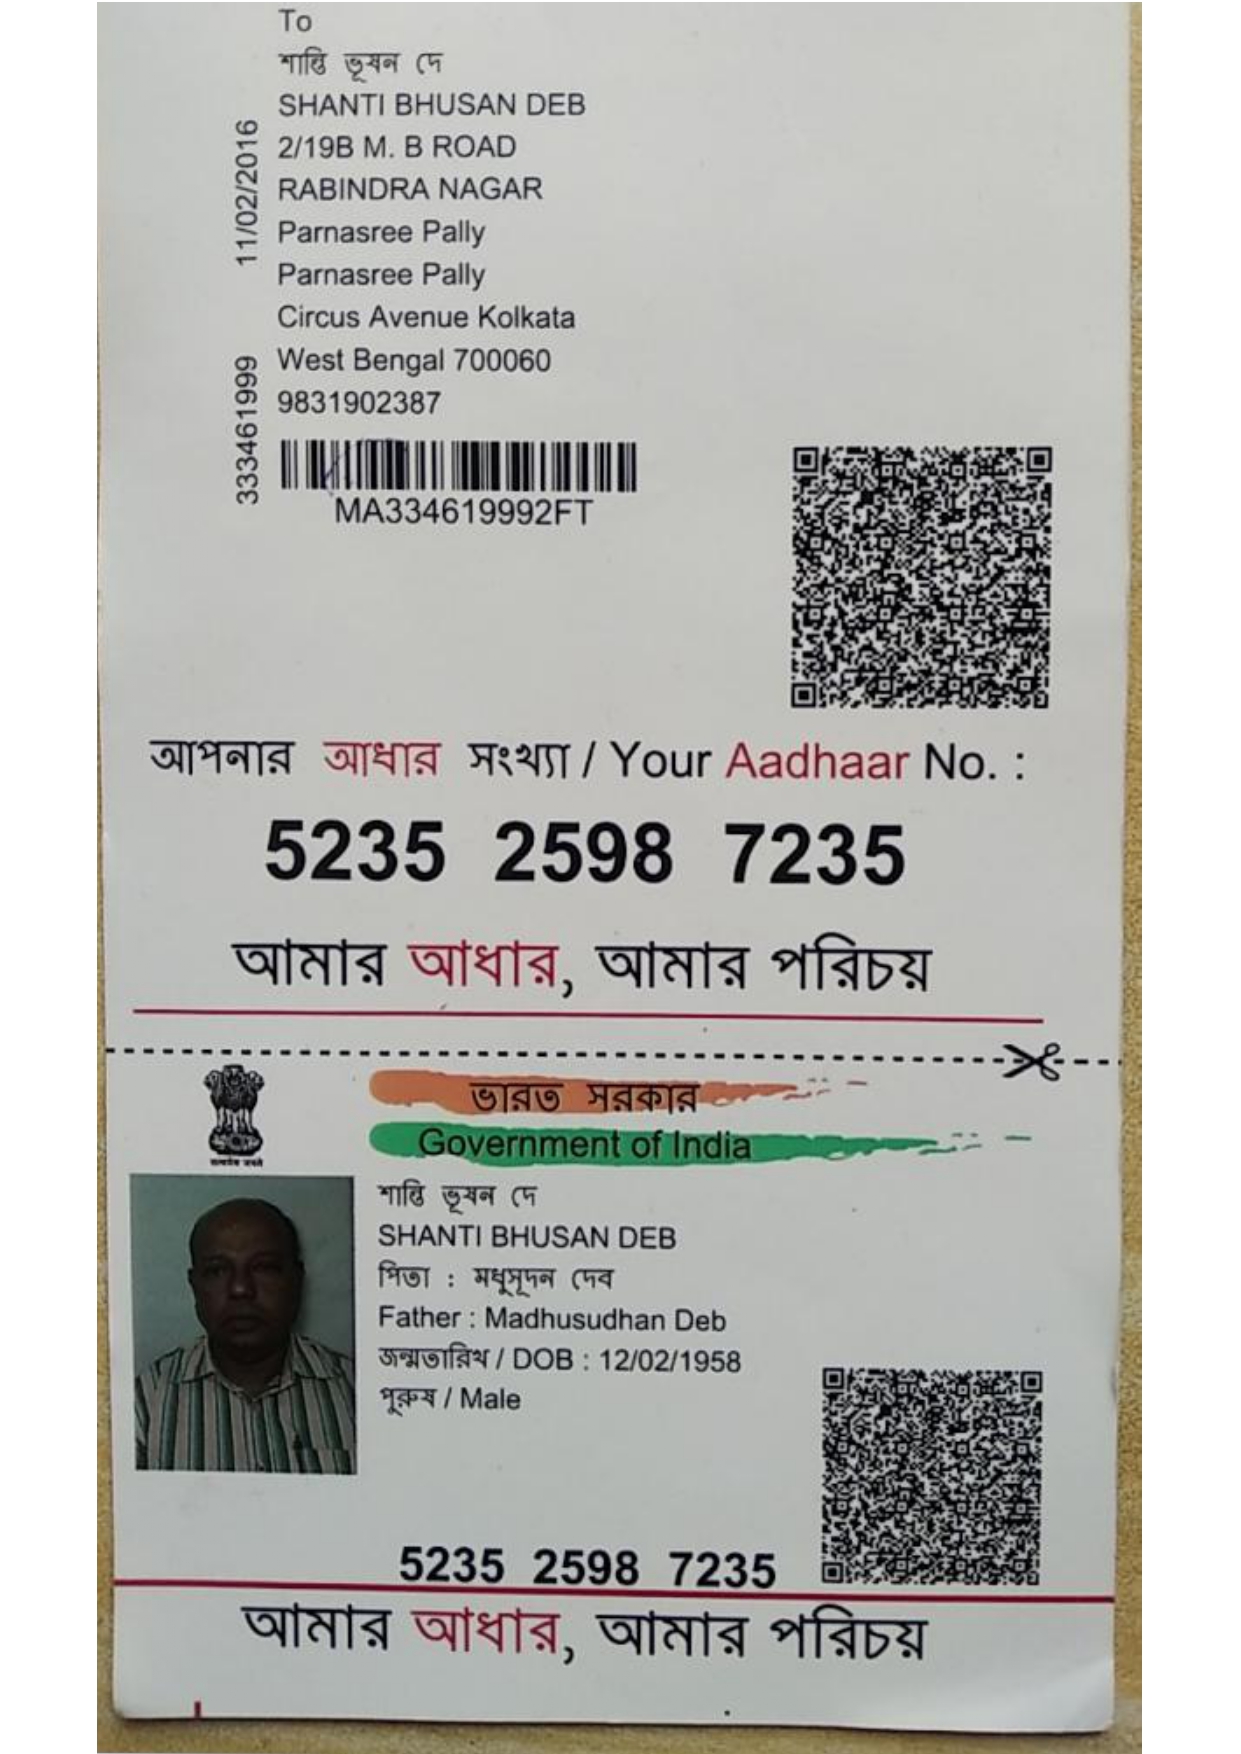 To
শান্তি ভূষন দে
SHANTI BHUSAN DEB
2/19B M. B ROAD
RABINDRA NAGAR
Parnasree Pally
Parnasree Pally
Circus Avenue Kolkata
West Bengal 700060
9831902387
11/02/2016
333461999
MA334619992FT
আপনার আধার সংখ্যা / Your Aadhaar No. :
5235 2598 7235
আমার আধার, আমার পরিচয়
ভারত সরকার
Government of India
শান্তি ভূষন দে
SHANTI BHUSAN DEB
পিতা : মধুসূদন দেব
Father : Madhusudhan Deb
জন্মতারিখ / DOB : 12/02/1958
পুরুষ / Male
5235 2598 7235
আমার আধার, আমার পরিচয়